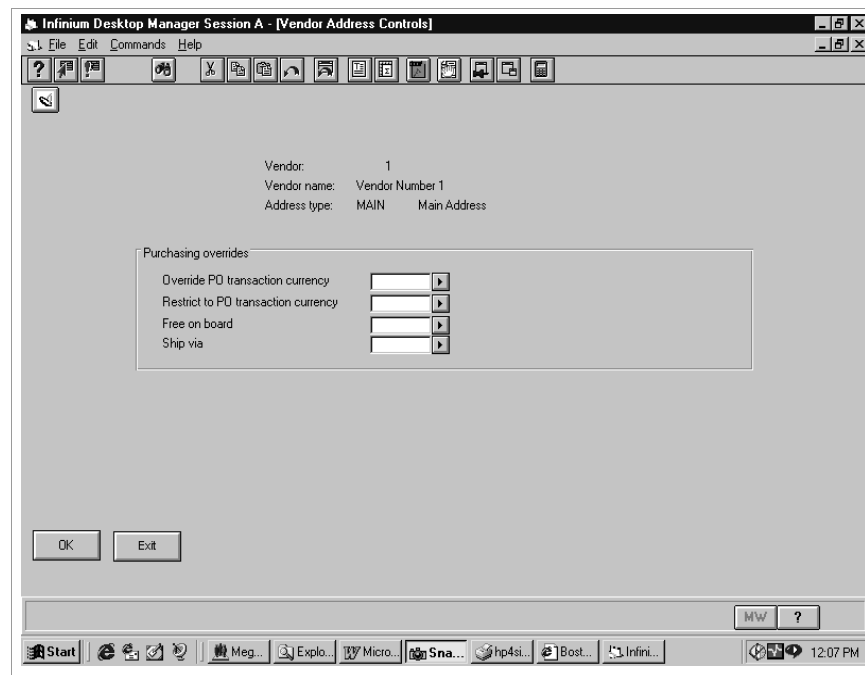 Infinium Desktop Manager Session A - [Vendor Address Controls]
File Edit Commands Help
Vendor: 1
Vendor name: Vendor Number 1
Address type: MAIN Main Address
Purchasing overrides
Override PO transaction currency
Restrict to PO transaction currency
Free on board
Ship via
OK Exit
MW ?
Start Meg... Explo... Micro... Sna... hp4si... Bost... Infini... 12:07 PM